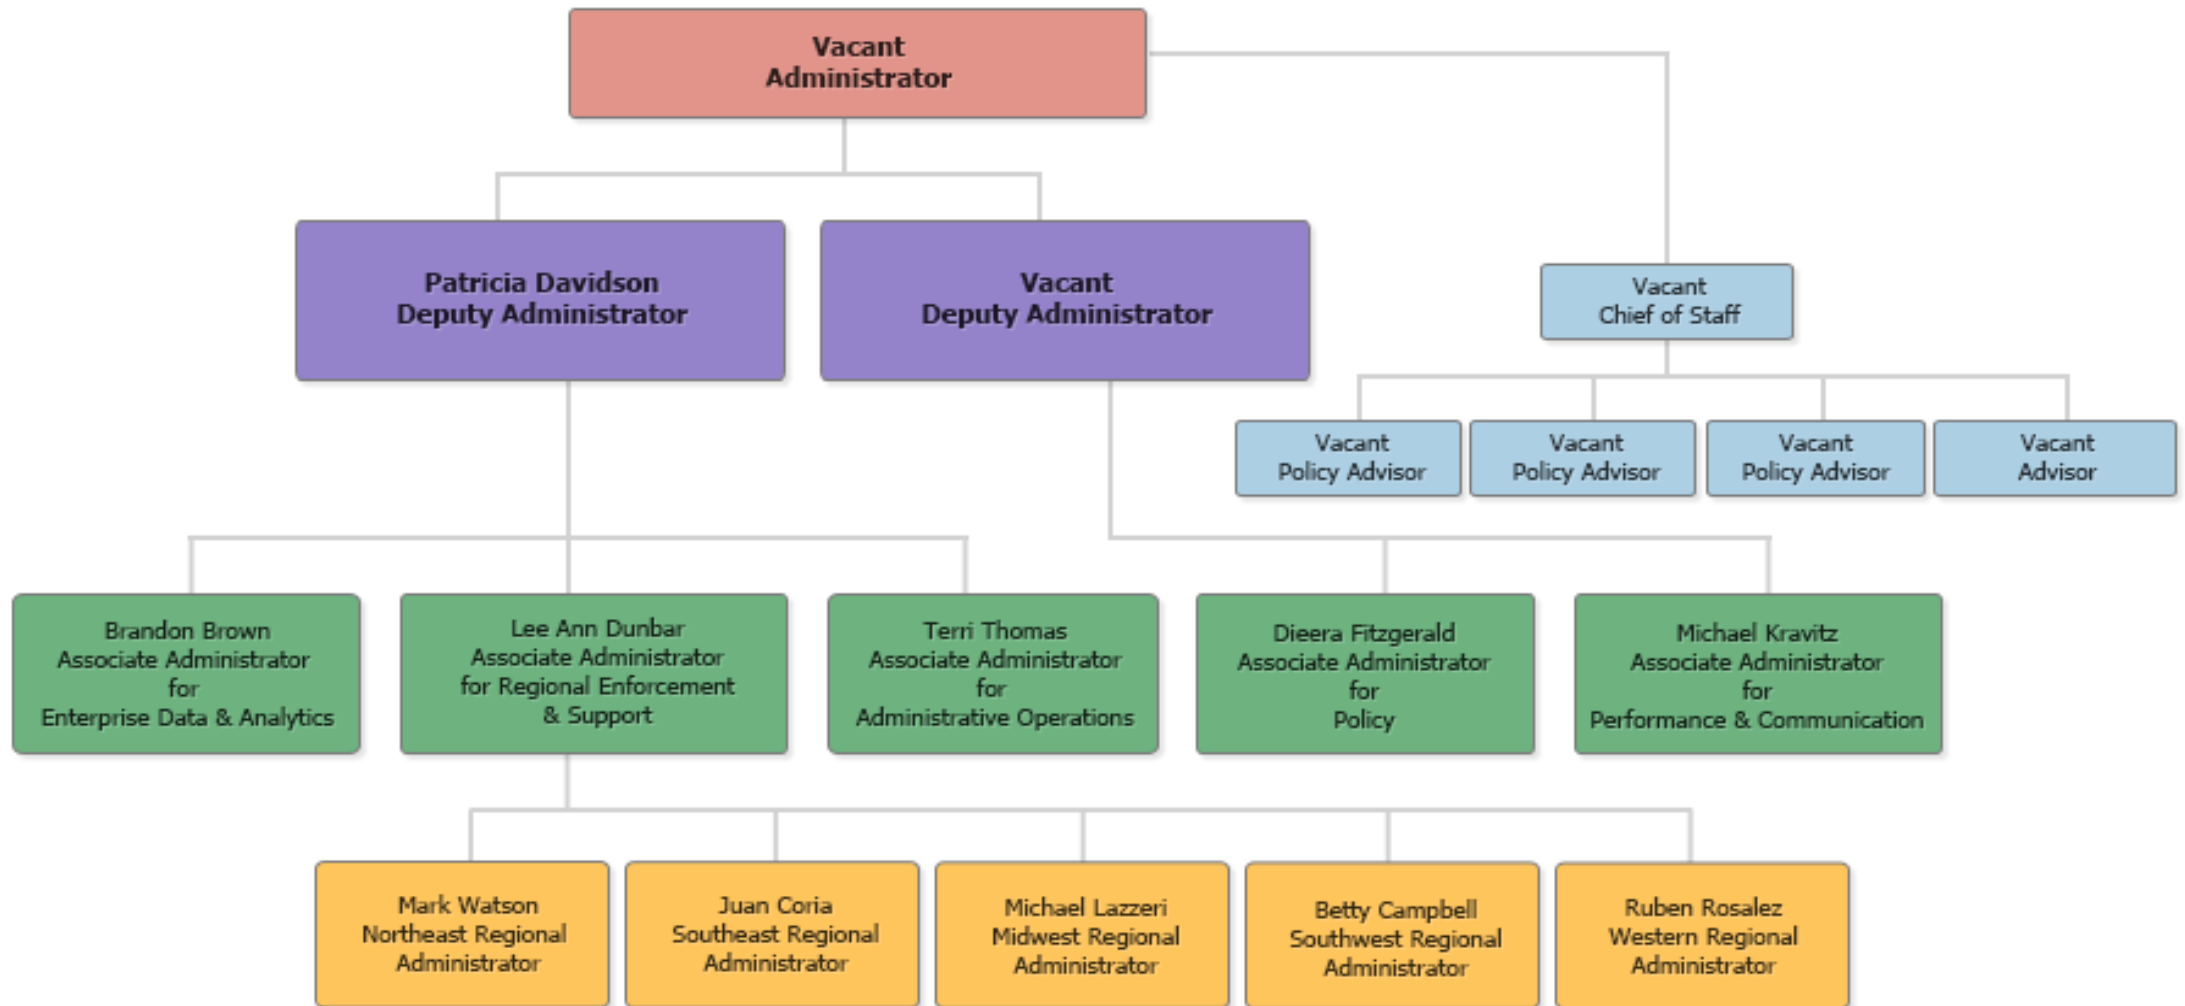 Vacant
Administrator
Patricia Davidson
Deputy Administrator
Vacant
Deputy Administrator
Vacant
Chief of Staff
Vacant
Policy Advisor
Vacant
Policy Advisor
Vacant
Policy Advisor
Vacant
Advisor
Brandon Brown
Associate Administrator
for
Enterprise Data & Analytics
Lee Ann Dunbar
Associate Administrator
for Regional Enforcement
& Support
Terri Thomas
Associate Administrator
for
Administrative Operations
Dieera Fitzgerald
Associate Administrator
for
Policy
Michael Kravitz
Associate Administrator
for
Performance & Communication
Mark Watson
Northeast Regional
Administrator
Juan Coria
Southeast Regional
Administrator
Michael Lazzeri
Midwest Regional
Administrator
Betty Campbell
Southwest Regional
Administrator
Ruben Rosalez
Western Regional
Administrator